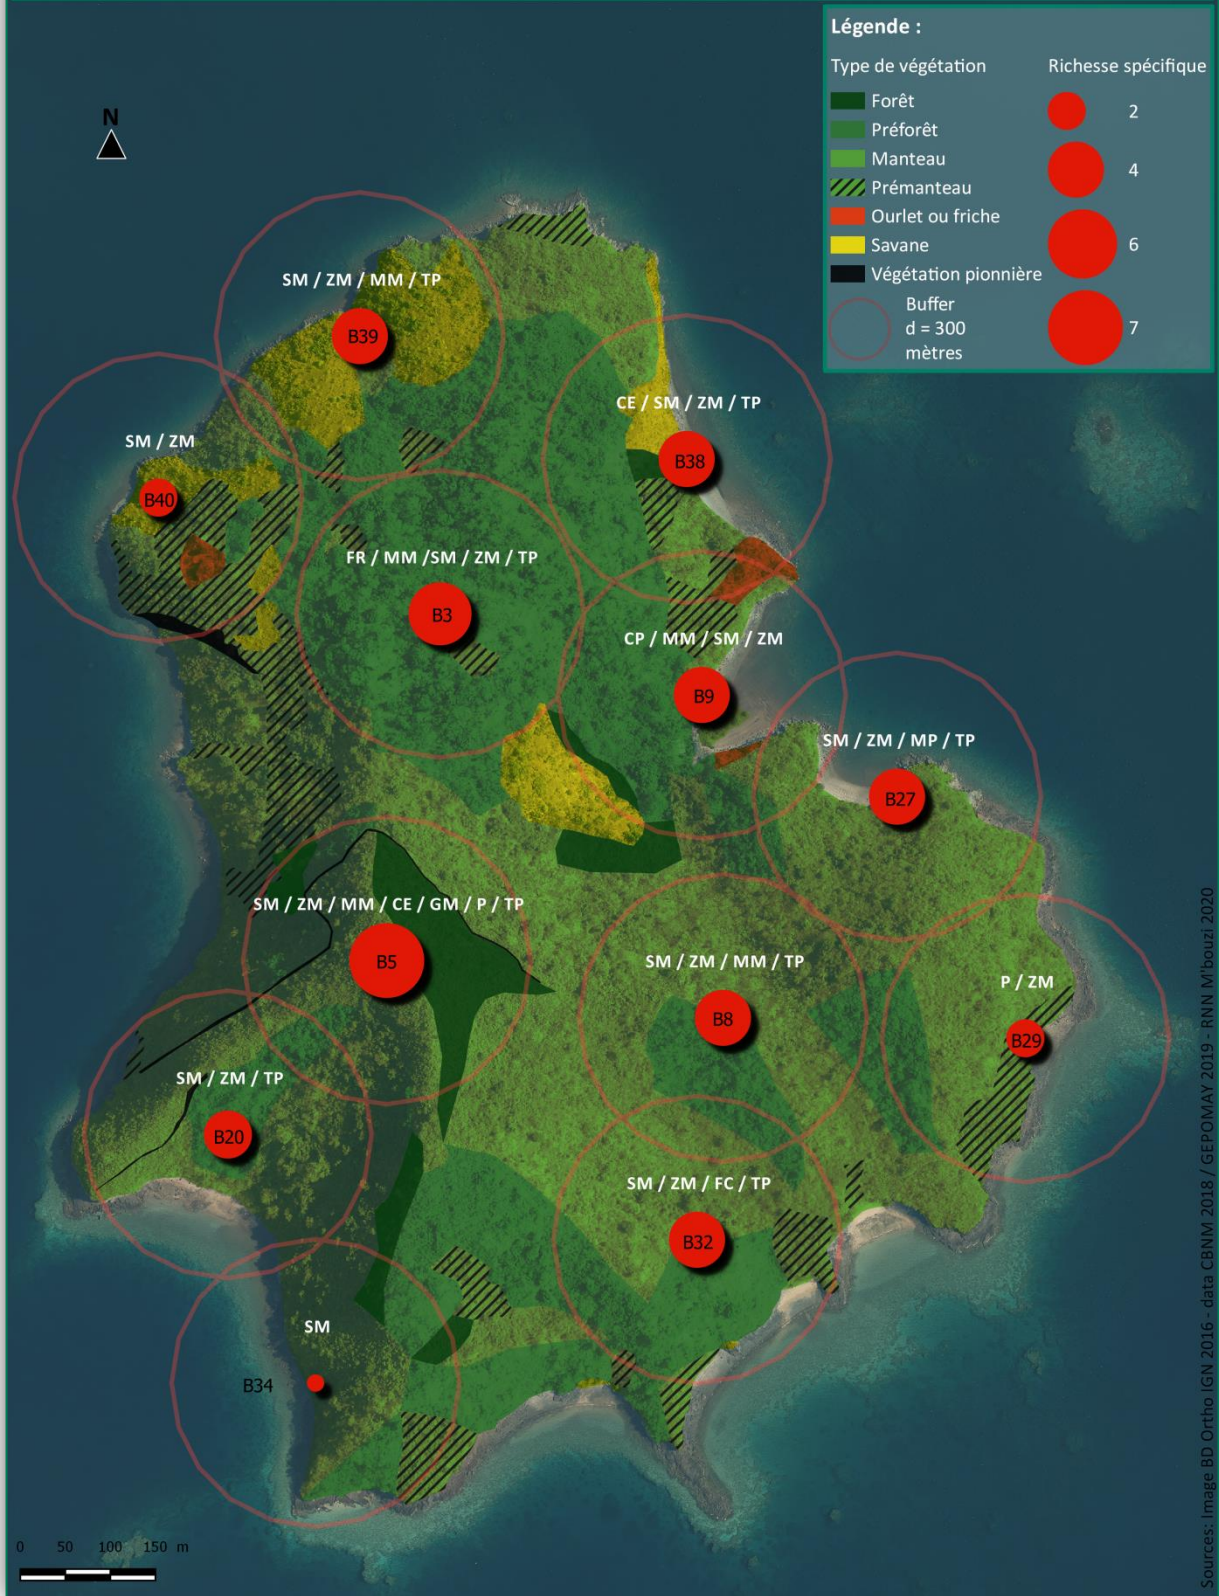 Légende :
Type de végétation
Richesse spécifique
Forêt
Préforêt
Manteau
Prémanteau
Ourlet ou friche
Savane
Végétation pionnière
Buffer
d = 300
mètres
2
4
6
7
N
SM / ZM / MM / TP
B39
CE / SM / ZM / TP
B38
SM / ZM
B40
FR / MM /SM / ZM / TP
B3
CP / MM / SM / ZM
B9
SM / ZM / MP / TP
B27
SM / ZM / MM / CE / GM / P / TP
B5
SM / ZM / MM / TP
B8
P / ZM
B29
SM / ZM / TP
B20
SM / ZM / FC / TP
B32
SM
B34
0 50 100 150 m
Sources: Image BD Ortho IGN 2016 - data CBNM 2018 / GEPOMAY 2019 - RNN M'bouzi 2020